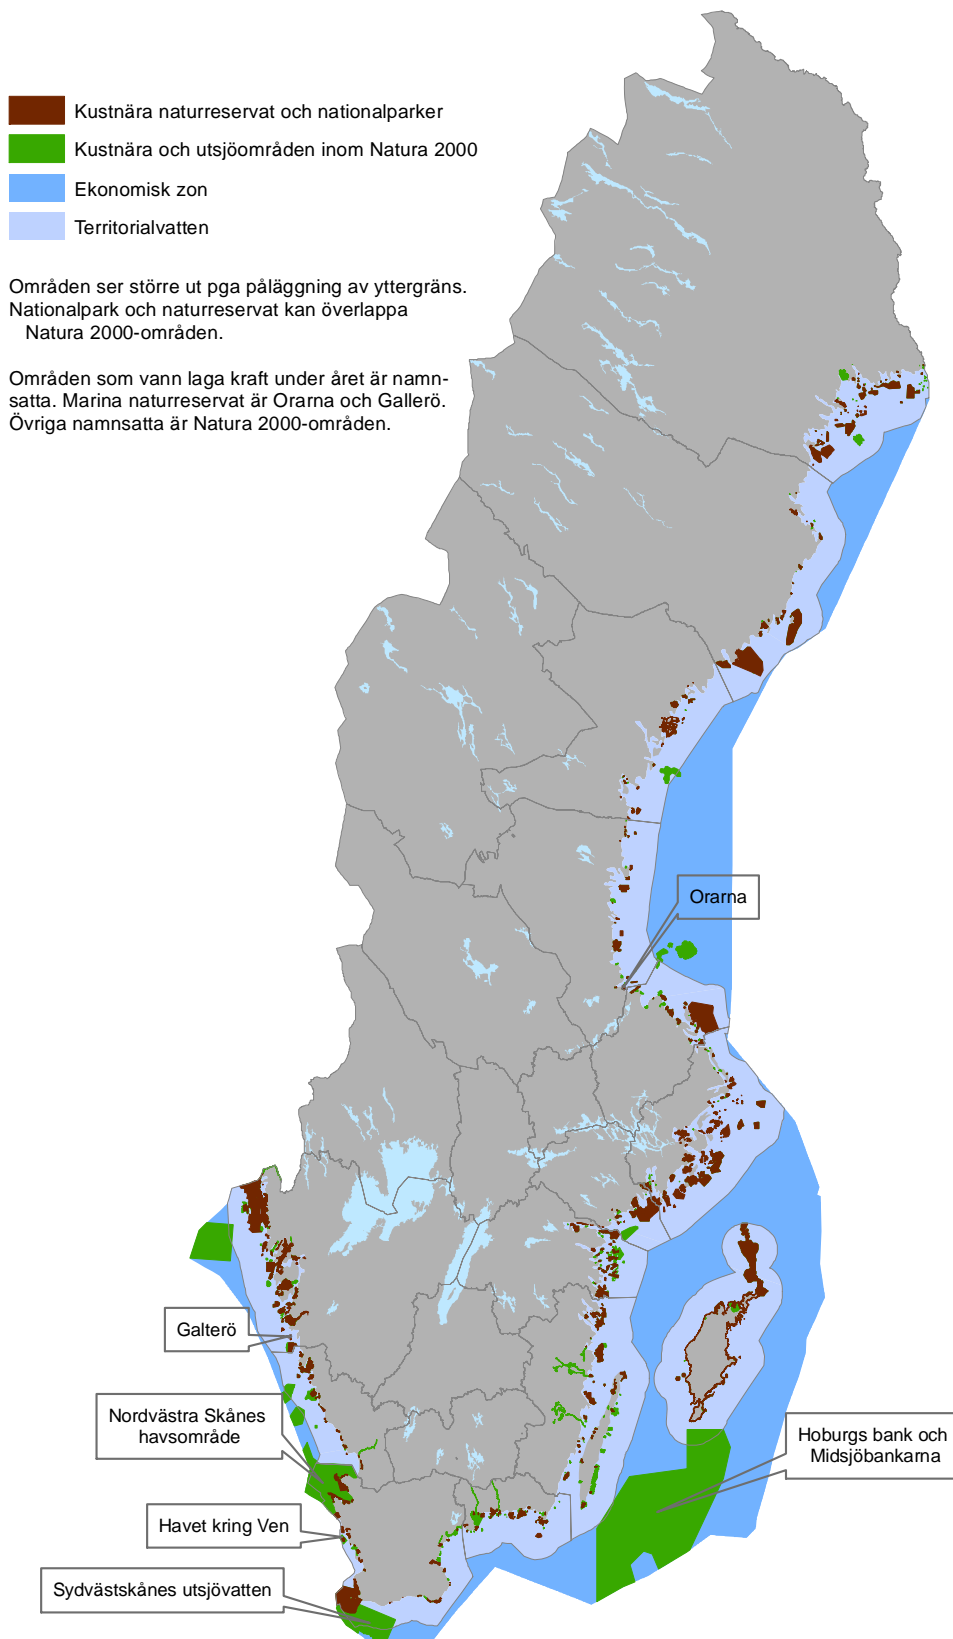 Kustnära naturreservat och nationalparker
Kustnära och utsjöområden inom Natura 2000
Ekonomisk zon
Territorialvatten
Områden ser större ut pga påläggning av yttergräns.
Nationalpark och naturreservat kan överlappa
Natura 2000-områden.
Områden som vann laga kraft under året är namn-
satta. Marina naturreservat är Orarna och Gallerö.
Övriga namnsatta är Natura 2000-områden.
Orarna
Galterö
Nordvästra Skånes
havsområde
Hoburgs bank och
Midsjöbankarna
Havet kring Ven
Sydvästskånes utsjövatten